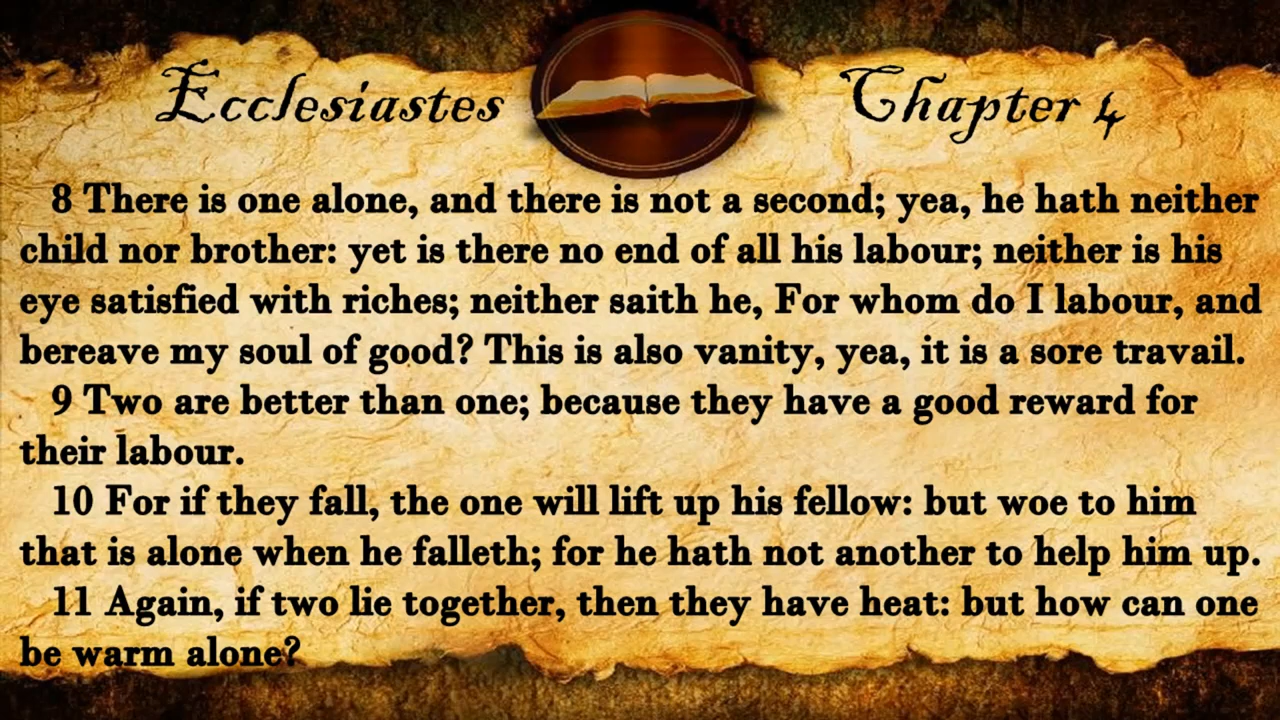 Ecclesiastes Chapter 4
8 There is one alone, and there is not a second; yea, he hath neither
child nor brother: yet is there no end of all his labour; neither is his
eye satisfied with riches; neither saith he, For whom do I labour, and
bereave my soul of good? This is also vanity, yea, it is a sore travail.
9 Two are better than one; because they have a good reward for
their labour.
10 For if they fall, the one will lift up his fellow: but woe to him
that is alone when he falleth; for he hath not another to help him up.
11 Again, if two lie together, then they have heat: but how can one
be warm alone?